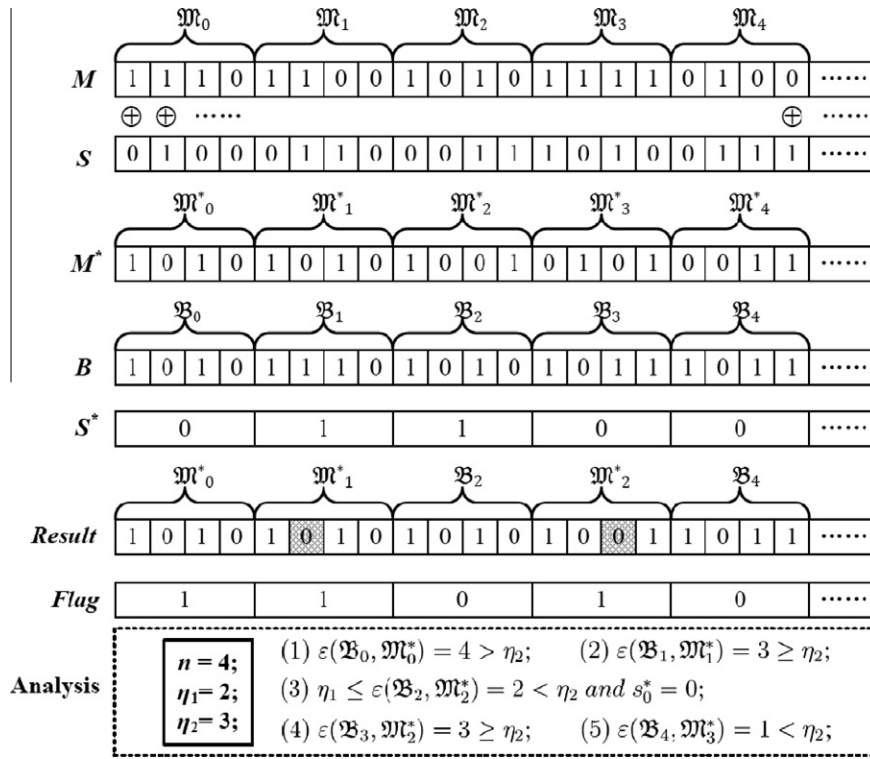 𝔐₀ 𝔐₁ 𝔐₂ 𝔐₃ 𝔐₄
M 1 1 1 0 1 1 0 0 1 0 1 0 1 1 1 1 0 1 0 0 ······
⊕ ⊕ ······ ⊕ ······
S 0 1 0 0 0 1 1 0 0 0 1 1 1 0 1 0 0 1 1 1 ······
𝔐*₀ 𝔐*₁ 𝔐*₂ 𝔐*₃ 𝔐*₄
M* 1 0 1 0 1 0 1 0 1 0 0 1 0 1 0 1 0 0 1 1 ······
𝔅₀ 𝔅₁ 𝔅₂ 𝔅₃ 𝔅₄
B 1 0 1 0 1 1 1 0 1 0 1 0 1 0 1 1 1 0 1 1 ······
S* 0 1 1 0 0 ······
𝔐*₀ 𝔐*₁ 𝔅₂ 𝔐*₂ 𝔅₄
Result 1 0 1 0 1 0 1 0 1 0 1 0 1 0 0 1 1 0 1 1 ······
Flag 1 1 0 1 0 ······
Analysis
n = 4;
η₁= 2;
η₂= 3;
(1) ε(𝔅₀, 𝔐₀*) = 4 > η₂; (2) ε(𝔅₁, 𝔐₁*) = 3 ≥ η₂;
(3) η₁ ≤ ε(𝔅₂, 𝔐₂*) = 2 < η₂ and s₀* = 0;
(4) ε(𝔅₃, 𝔐₂*) = 3 ≥ η₂; (5) ε(𝔅₄, 𝔐₃*) = 1 < η₂;